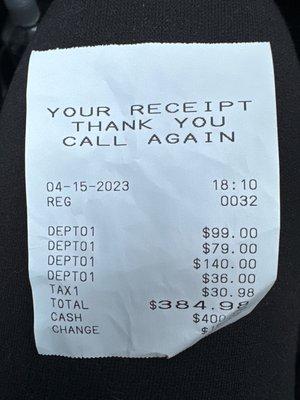 YOUR RECEIPT
THANK YOU
CALL AGAIN
04-15-2023 18:10
REG 0032
DEPT01 $99.00
DEPT01 $79.00
DEPT01 $140.00
DEPT01 $36.00
TAX1 $30.98
TOTAL $384.98
CASH
CHANGE